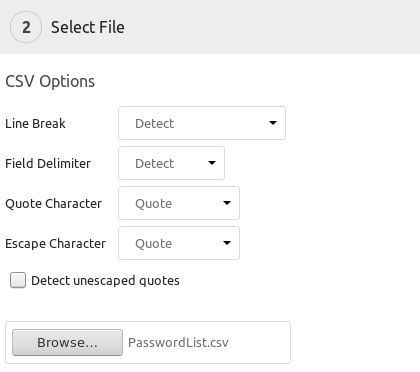 2 Select File
CSV Options
Line Break Detect
Field Delimiter Detect
Quote Character Quote
Escape Character Quote
Detect unescaped quotes
Browse... PasswordList.csv